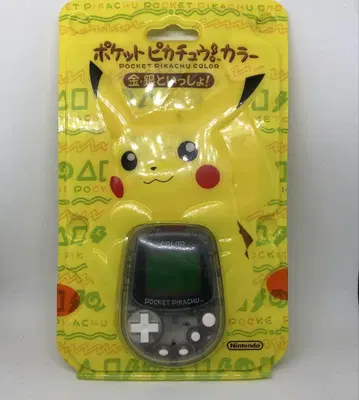 ポケットピカチュウ カラー
POCKET PIKACHU COLOR
金・銀といっしょ!
COLOR
POCKET PIKACHU
Nintendo